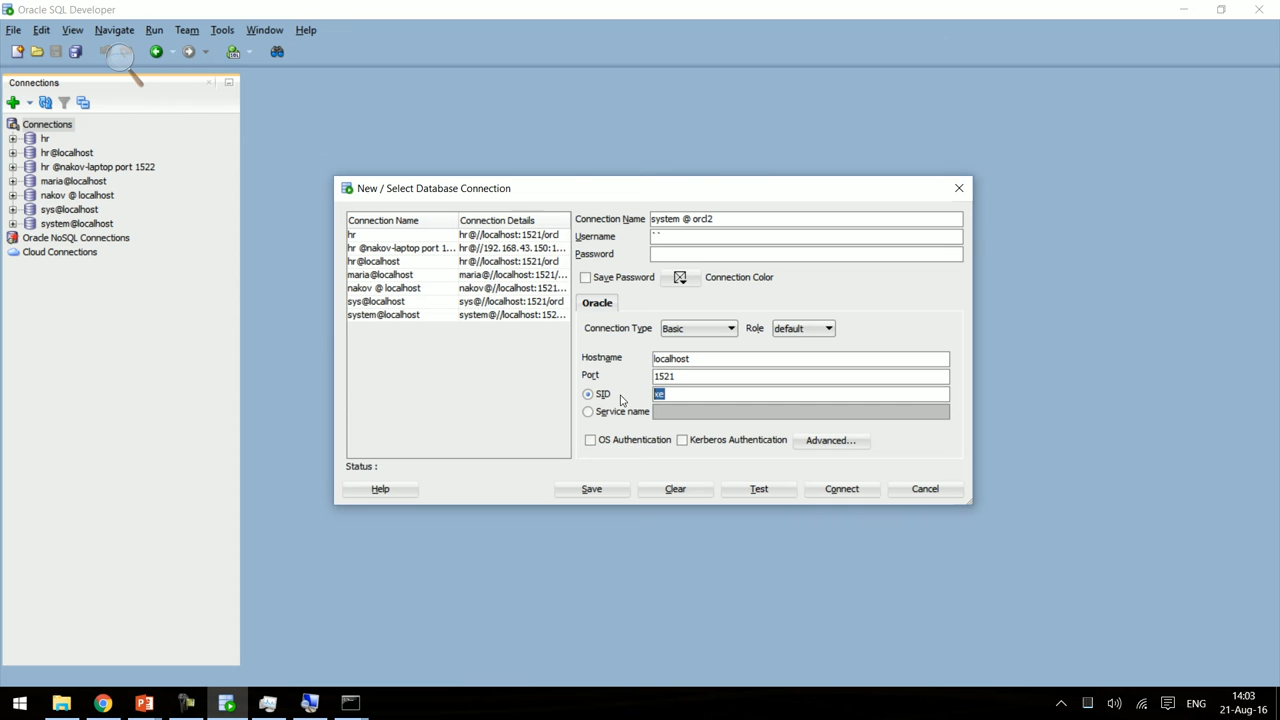 Oracle SQL Developer
File Edit View Navigate Run Team Tools Window Help
Connections
Connections
hr
hr@localhost
hr @nakov-laptop port 1522
maria@localhost
nakov @ localhost
sys@localhost
system@localhost
Oracle NoSQL Connections
Cloud Connections
New / Select Database Connection
Connection Name Connection Details
hr hr@//localhost:1521/orcl
hr @nakov-laptop port 1... hr@//192.168.43.150:1...
hr@localhost hr@//localhost:1521/orcl
maria@localhost maria@//localhost:1521/...
nakov @ localhost nakov@//localhost:1521...
sys@localhost sys@//localhost:1521/orcl
system@localhost system@//localhost:152...
Connection Name system @ orcl2
Username ``
Password
Save Password Connection Color
Oracle
Connection Type Basic Role default
Hostname localhost
Port 1521
SID xe
Service name
OS Authentication Kerberos Authentication Advanced...
Status :
Help Save Clear Test Connect Cancel
ENG
14:03
21-Aug-16